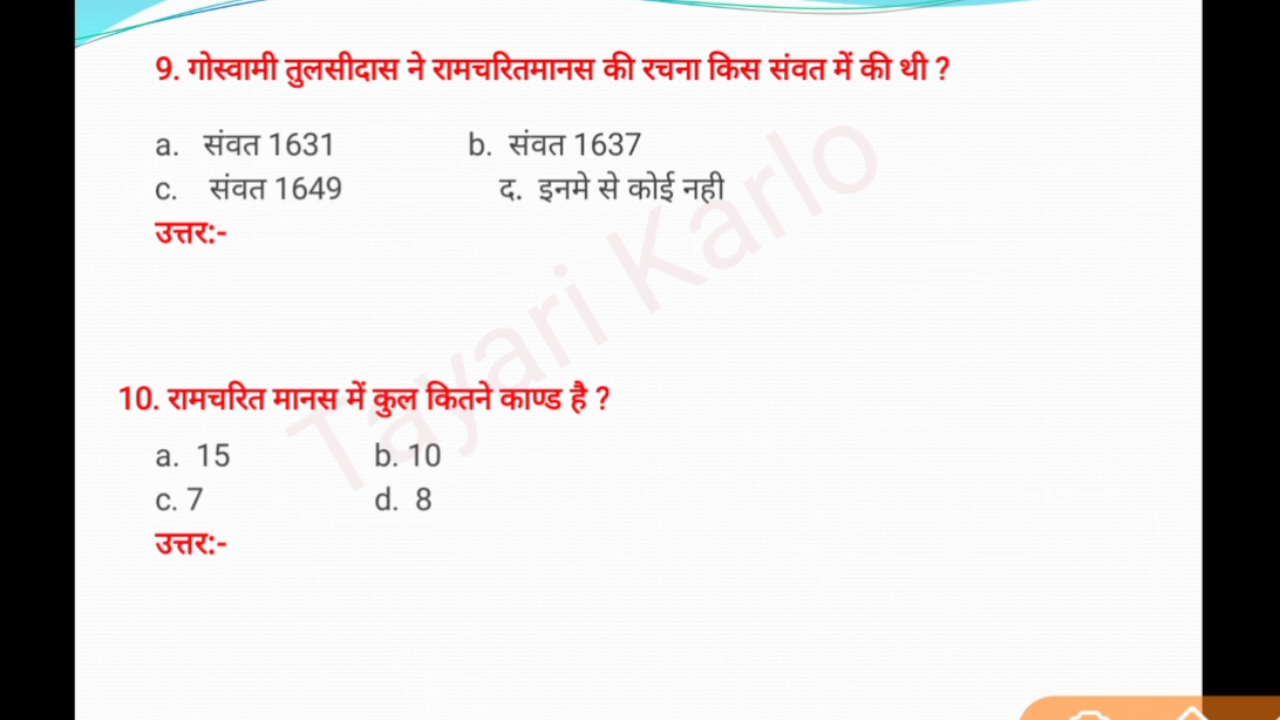 9. गोस्वामी तुलसीदास ने रामचरितमानस की रचना किस संवत में की थी ?
a. संवत 1631 b. संवत 1637
c. संवत 1649 द. इनमे से कोई नही
उत्तर:-
Tayari Karlo
10. रामचरित मानस में कुल कितने काण्ड है ?
a. 15 b. 10
c. 7 d. 8
उत्तर:-